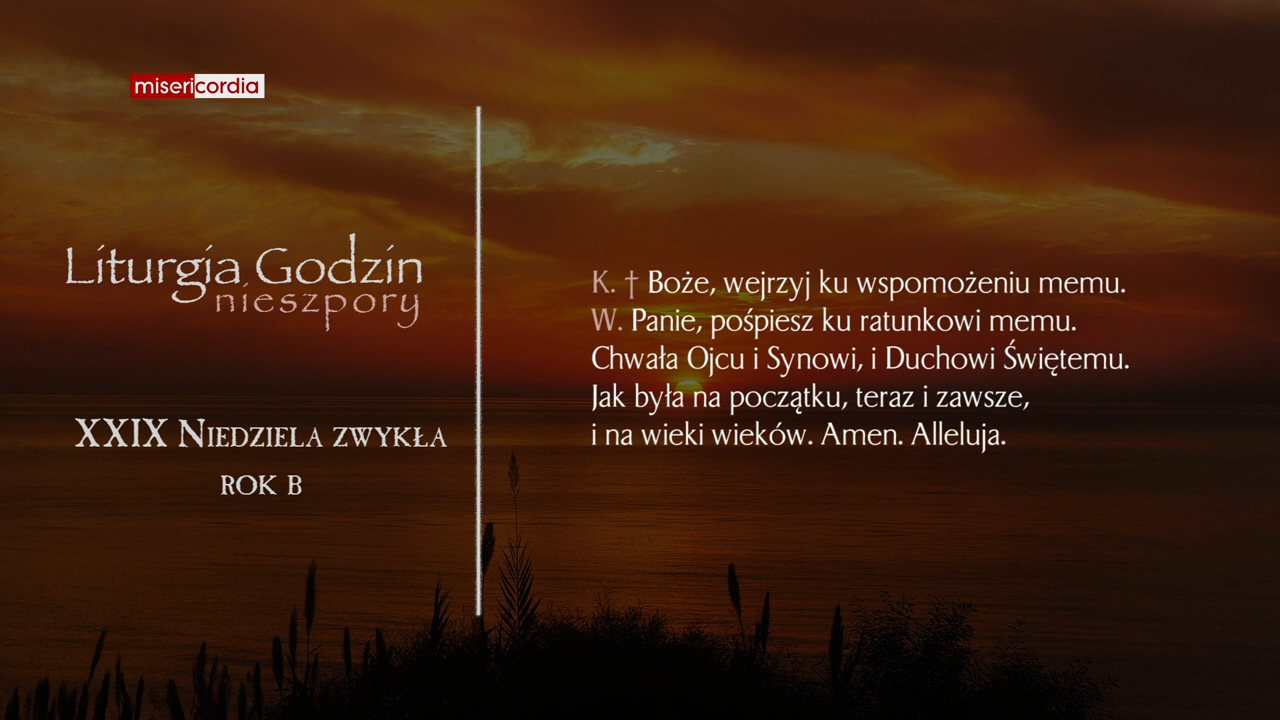 misericordia
Liturgia Godzin
nieszpory
XXIX Niedziela zwykła
rok B
K. † Boże, wejrzyj ku wspomożeniu memu.
W. Panie, pośpiesz ku ratunkowi memu.
Chwała Ojcu i Synowi, i Duchowi Świętemu.
Jak była na początku, teraz i zawsze,
i na wieki wieków. Amen. Alleluja.